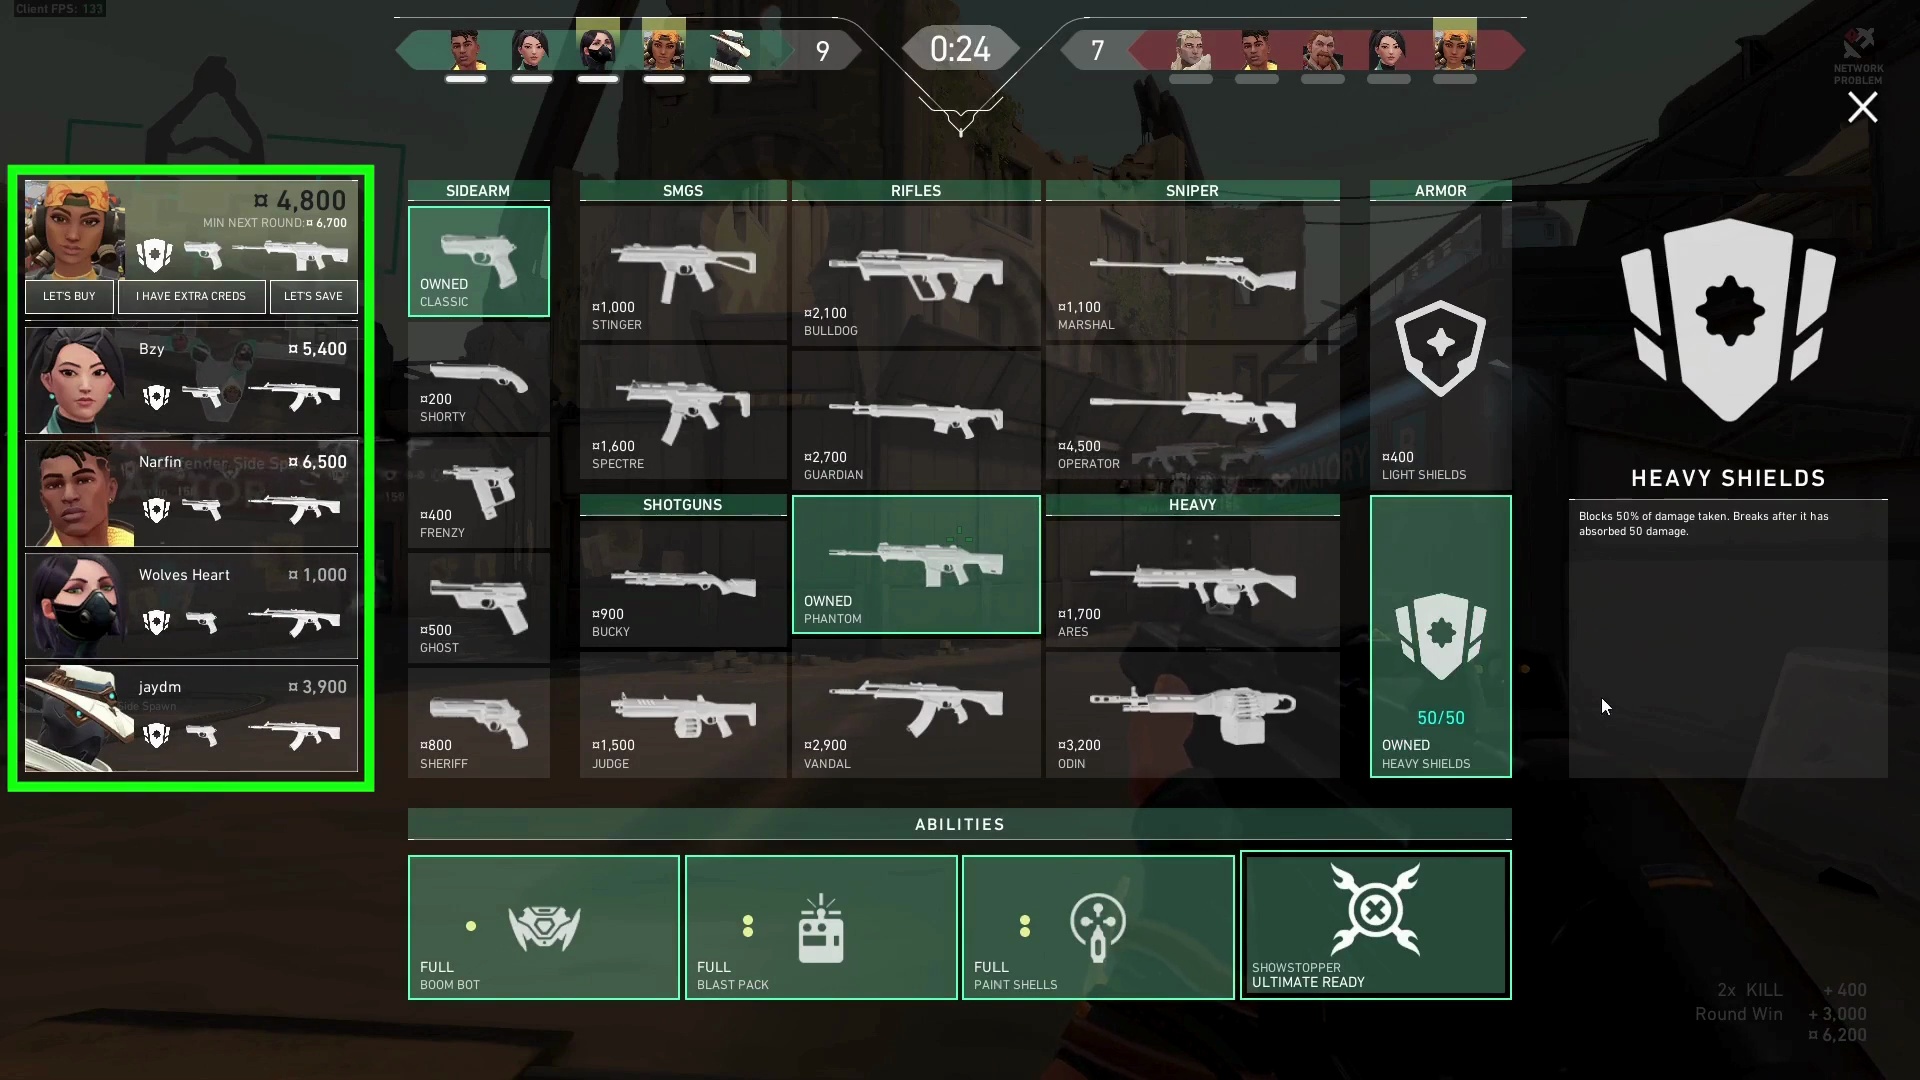 Client FPS: 133
9
0:24
7
NETWORK
PROBLEM
¤ 4,800
MIN NEXT ROUND:¤ 6,700
LET'S BUY
I HAVE EXTRA CREDS
LET'S SAVE
Bzy
¤ 5,400
Narfin
¤ 6,500
Wolves Heart
¤ 1,000
jaydm
¤ 3,900
Side Spawn
SIDEARM
OWNED
CLASSIC
¤200
SHORTY
¤400
FRENZY
¤500
GHOST
¤800
SHERIFF
SMGS
¤1,000
STINGER
¤1,600
SPECTRE
SHOTGUNS
¤900
BUCKY
¤1,500
JUDGE
RIFLES
¤2,100
BULLDOG
¤2,700
GUARDIAN
OWNED
PHANTOM
¤2,900
VANDAL
SNIPER
¤1,100
MARSHAL
¤4,500
OPERATOR
HEAVY
¤1,700
ARES
¤3,200
ODIN
ARMOR
¤400
LIGHT SHIELDS
50/50
OWNED
HEAVY SHIELDS
HEAVY SHIELDS
Blocks 50% of damage taken. Breaks after it has
absorbed 50 damage.
ABILITIES
FULL
BOOM BOT
FULL
BLAST PACK
FULL
PAINT SHELLS
SHOWSTOPPER
ULTIMATE READY
2x KILL + 400
Round Win + 3,000
¤ 6,200